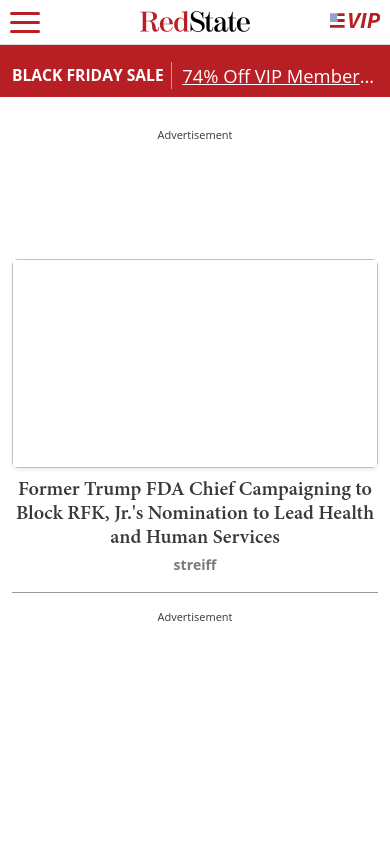 RedState
VIP
BLACK FRIDAY SALE
74% Off VIP Member...
Advertisement
Former Trump FDA Chief Campaigning to
Block RFK, Jr.'s Nomination to Lead Health
and Human Services
streiff
Advertisement